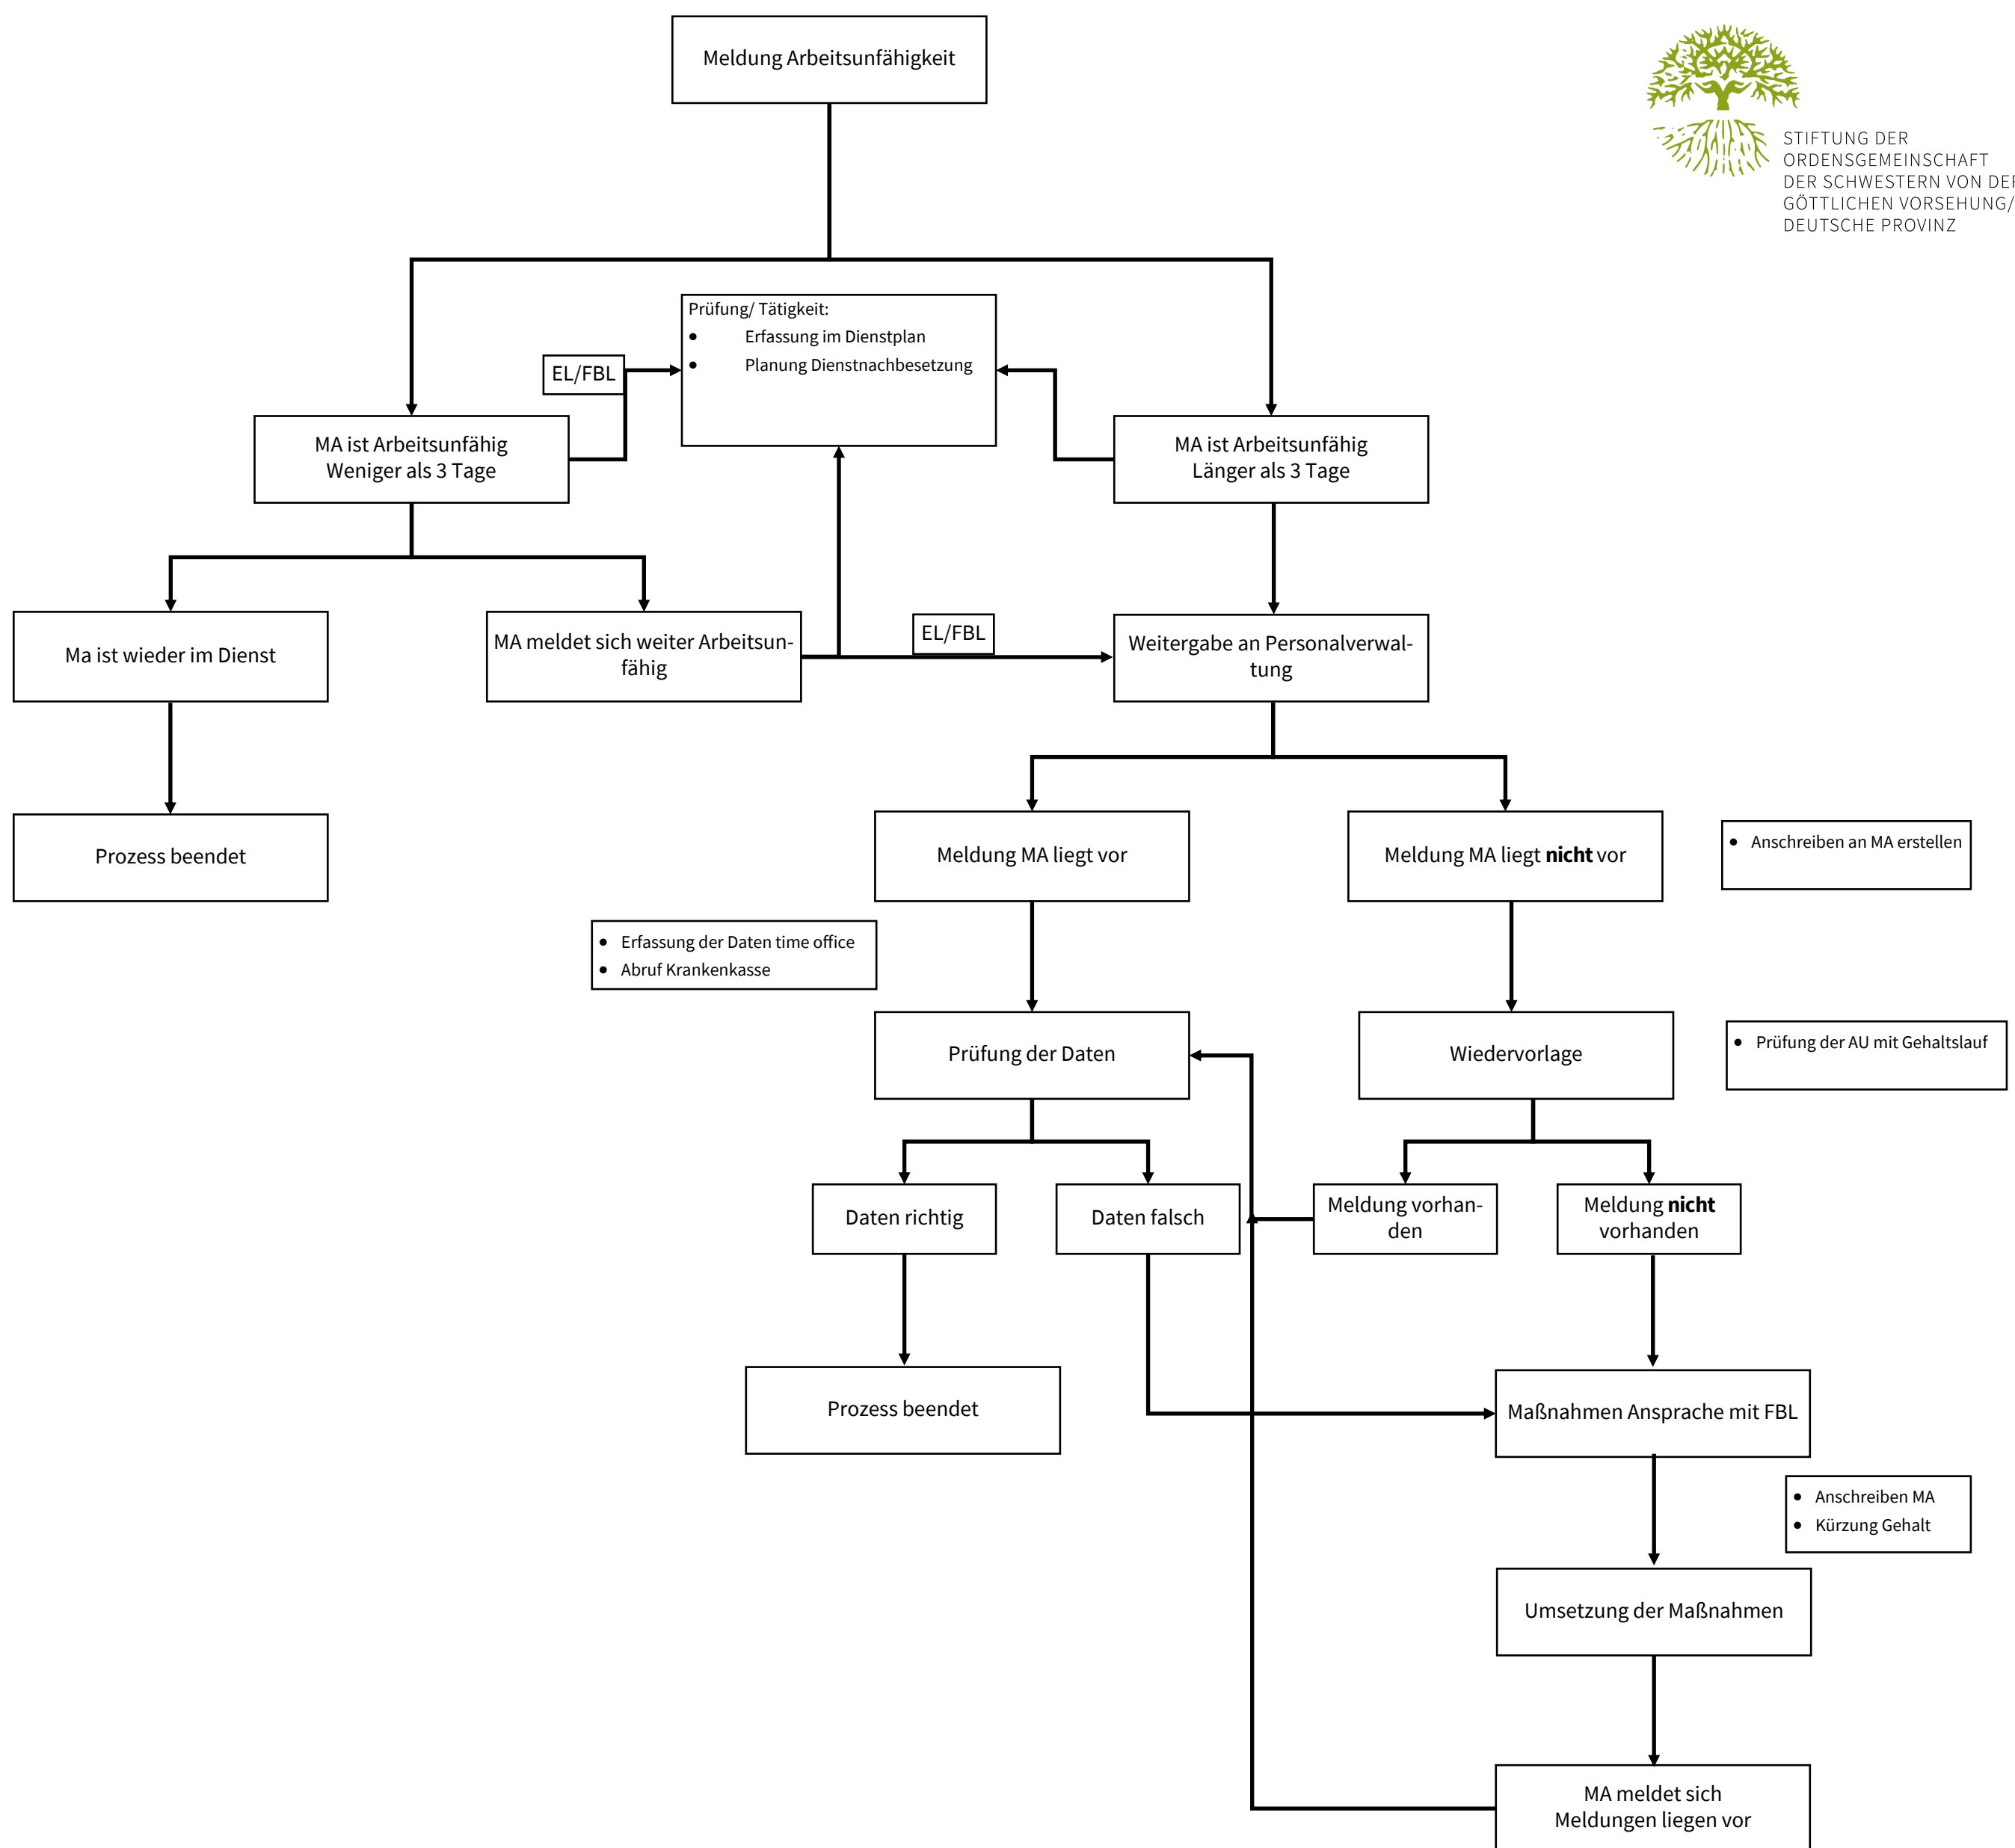 Meldung Arbeitsunfähigkeit
STIFTUNG DER
ORDENSGEMEINSCHAFT
DER SCHWESTERN VON DER
GÖTTLICHEN VORSEHUNG/
DEUTSCHE PROVINZ
Prüfung/ Tätigkeit:
• Erfassung im Dienstplan
• Planung Dienstnachbesetzung
EL/FBL
MA ist Arbeitsunfähig
Weniger als 3 Tage
MA ist Arbeitsunfähig
Länger als 3 Tage
Ma ist wieder im Dienst
MA meldet sich weiter Arbeitsun-
fähig
EL/FBL
Weitergabe an Personalverwal-
tung
Prozess beendet
Meldung MA liegt vor
Meldung MA liegt nicht vor
• Anschreiben an MA erstellen
• Erfassung der Daten time office
• Abruf Krankenkasse
Prüfung der Daten
Wiedervorlage
• Prüfung der AU mit Gehaltslauf
Daten richtig
Daten falsch
Meldung vorhan-
den
Meldung nicht
vorhanden
Prozess beendet
Maßnahmen Ansprache mit FBL
• Anschreiben MA
• Kürzung Gehalt
Umsetzung der Maßnahmen
MA meldet sich
Meldungen liegen vor